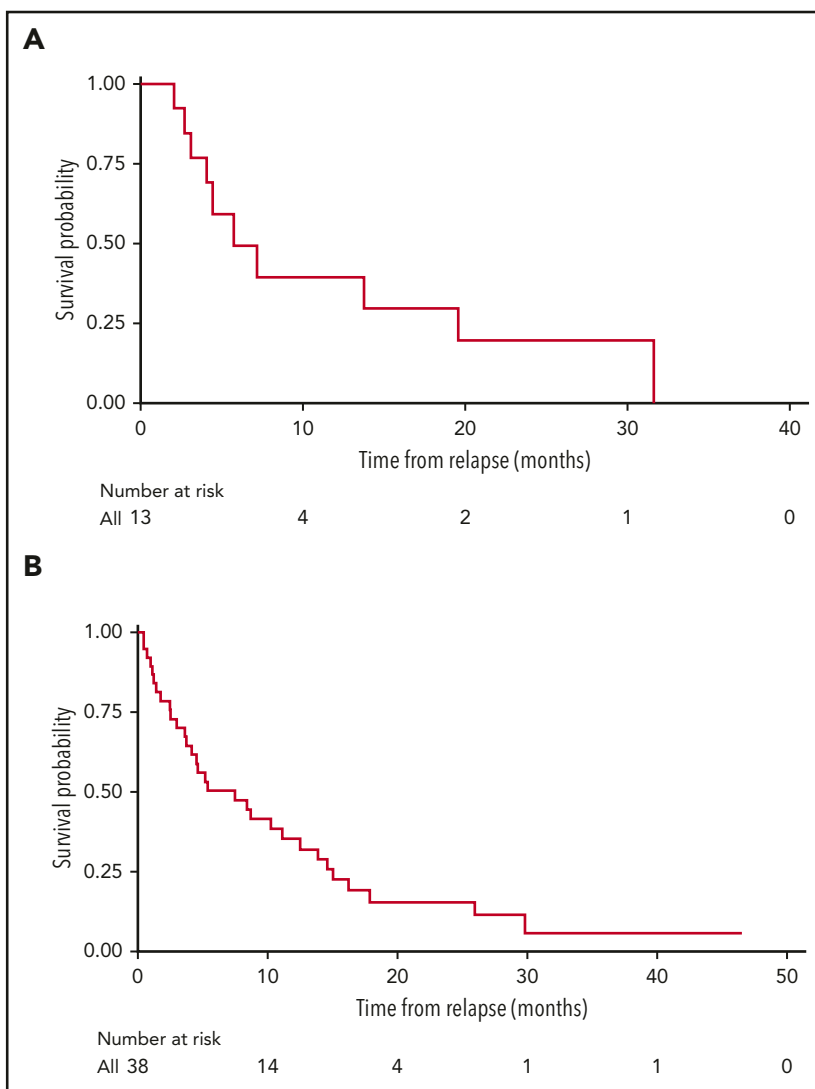 A
1.00
0.75
0.50
0.25
0.00
Survival probability
0 10 20 30 40
Time from relapse (months)
Number at risk
All 13 4 2 1 0
B
1.00
0.75
0.50
0.25
0.00
Survival probability
0 10 20 30 40 50
Time from relapse (months)
Number at risk
All 38 14 4 1 1 0